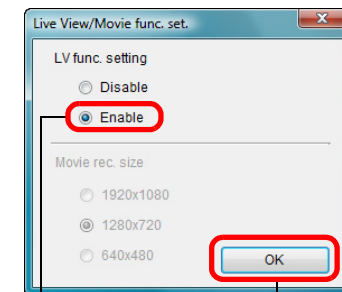 Live View/Movie func. set.
LV func. setting
Disable
Enable
Movie rec. size
1920x1080
1280x720
640x480
OK